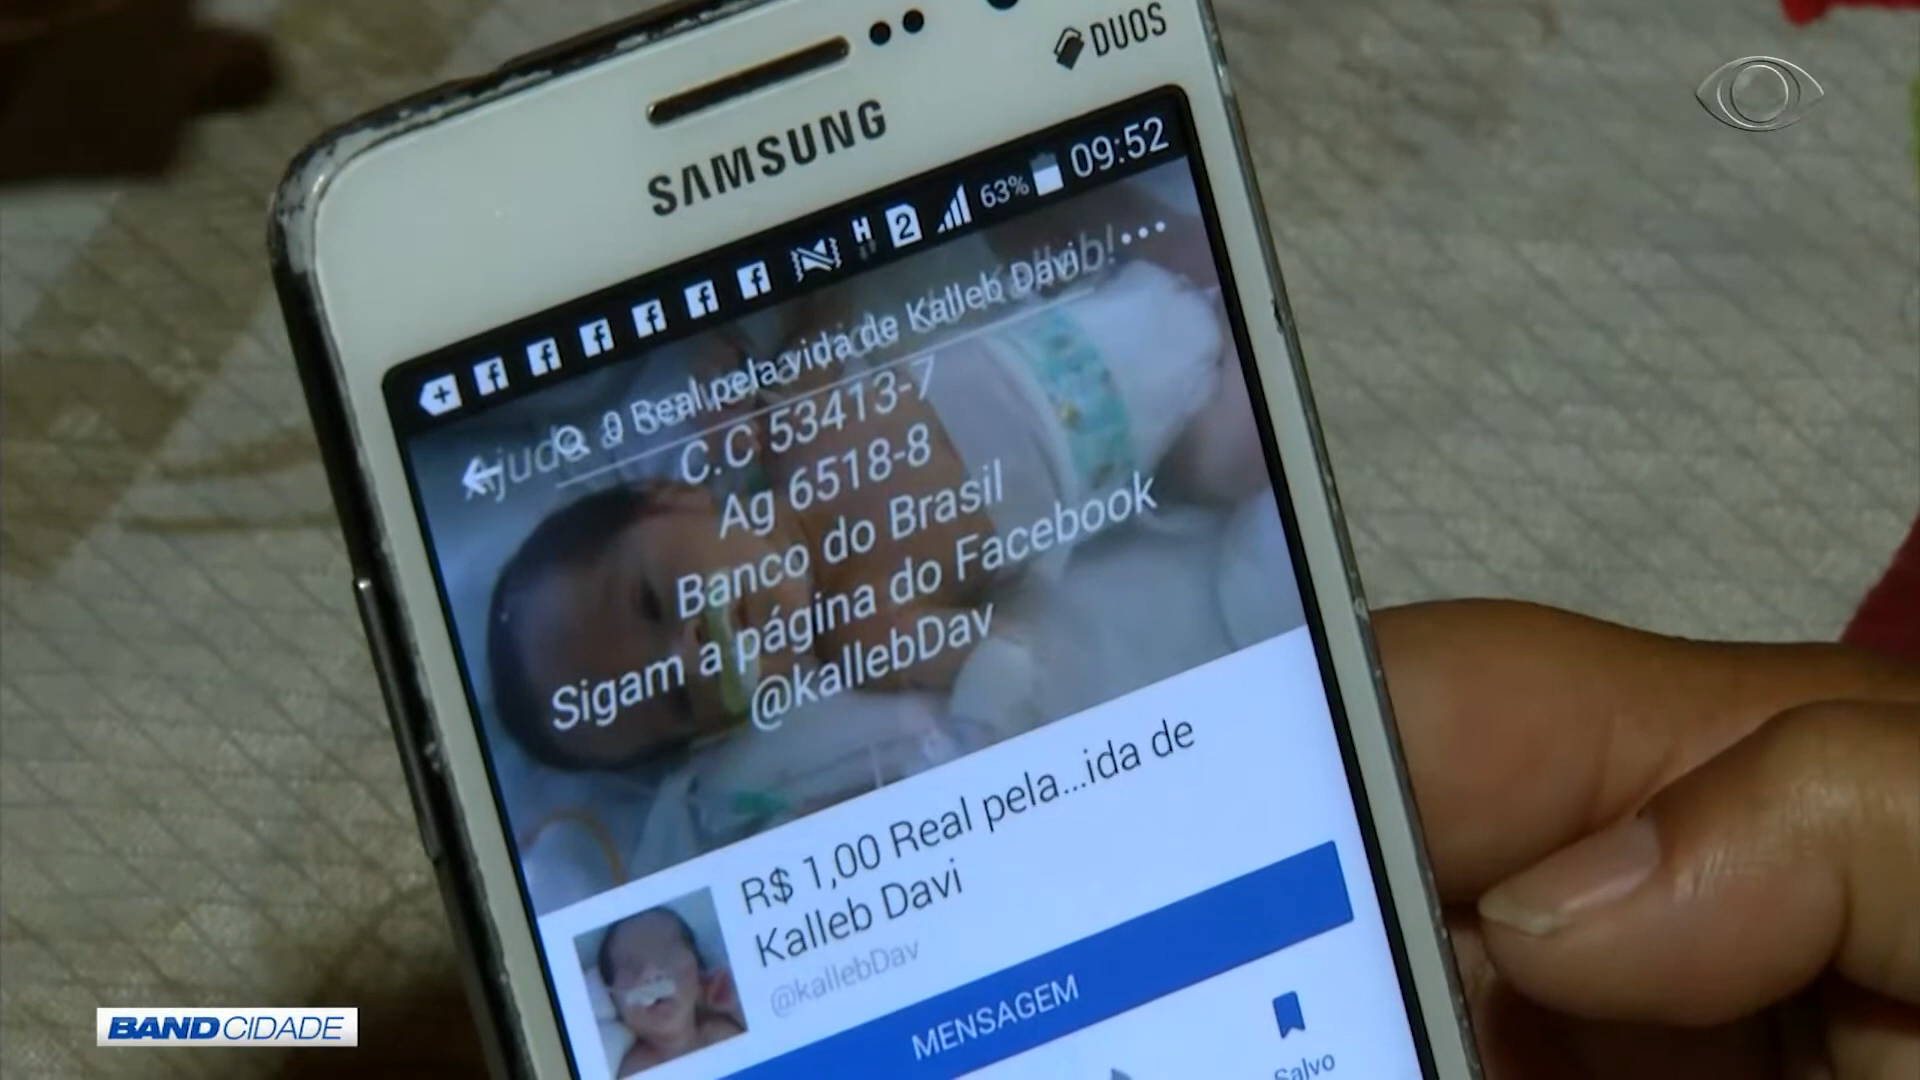 DUOS
SAMSUNG
H 2 63% 09:52
Real pela vida de Kalleb Davi
C.C 53413-7
Ag 6518-8
Banco do Brasil
Sigam a página do Facebook
@kallebDav
R$ 1,00 Real pela...ida de
Kalleb Davi
@kallebDav
MENSAGEM
Salvo
BAND CIDADE